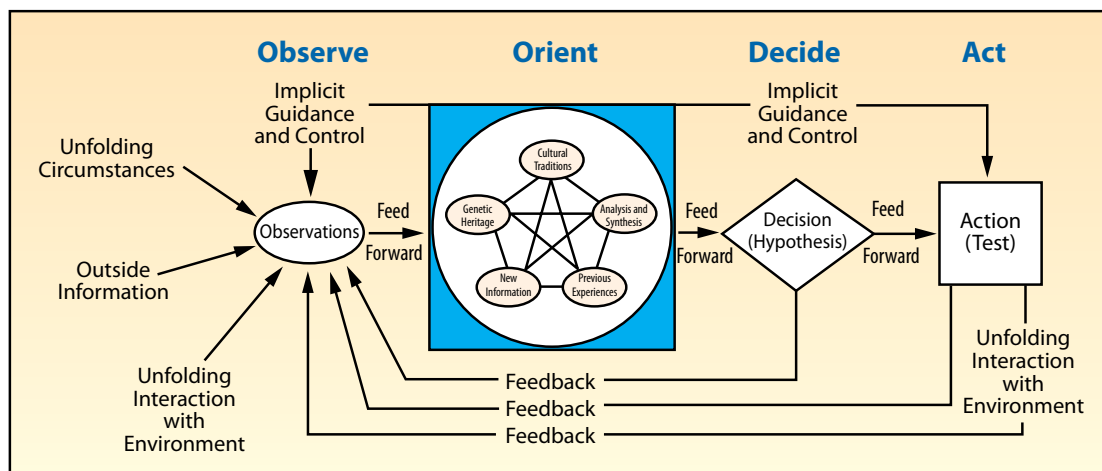 Observe
Orient
Decide
Act
Implicit
Guidance
and Control
Implicit
Guidance
and Control
Unfolding
Circumstances
Cultural
Traditions
Genetic
Heritage
Analysis and
Synthesis
New
Information
Previous
Experiences
Observations
Feed
Forward
Feed
Forward
Decision
(Hypothesis)
Feed
Forward
Action
(Test)
Outside
Information
Unfolding
Interaction
with
Environment
Unfolding
Interaction
with
Environment
Feedback
Feedback
Feedback